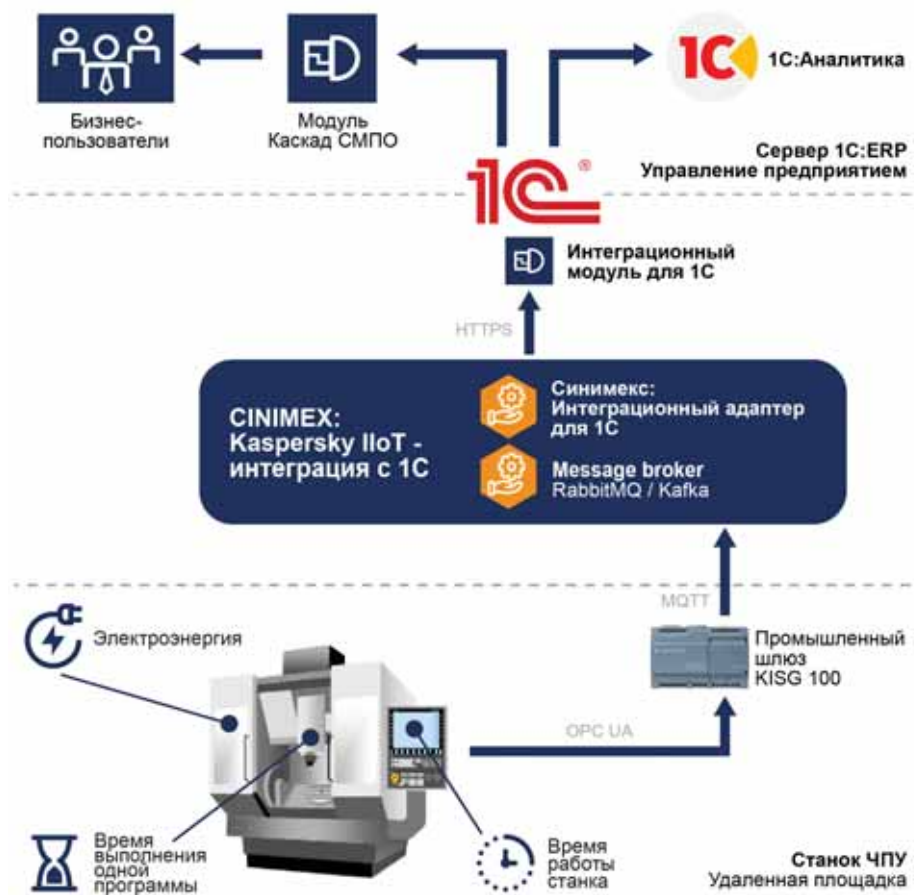 1С
1С:Аналитика
Бизнес-
пользователи
Модуль
Каскад СМПО
Сервер 1С:ERP
Управление предприятием
1С®
Интеграционный
модуль для 1С
HTTPS
CINIMEX:
Kaspersky IIoT -
интеграция с 1С
Синимекс:
Интеграционный адаптер
для 1С
Message broker
RabbitMQ / Kafka
MQTT
Электроэнергия
Промышленный
шлюз
KISG 100
OPC UA
Время
выполнения
одной
программы
Время
работы
станка
Станок ЧПУ
Удаленная площадка